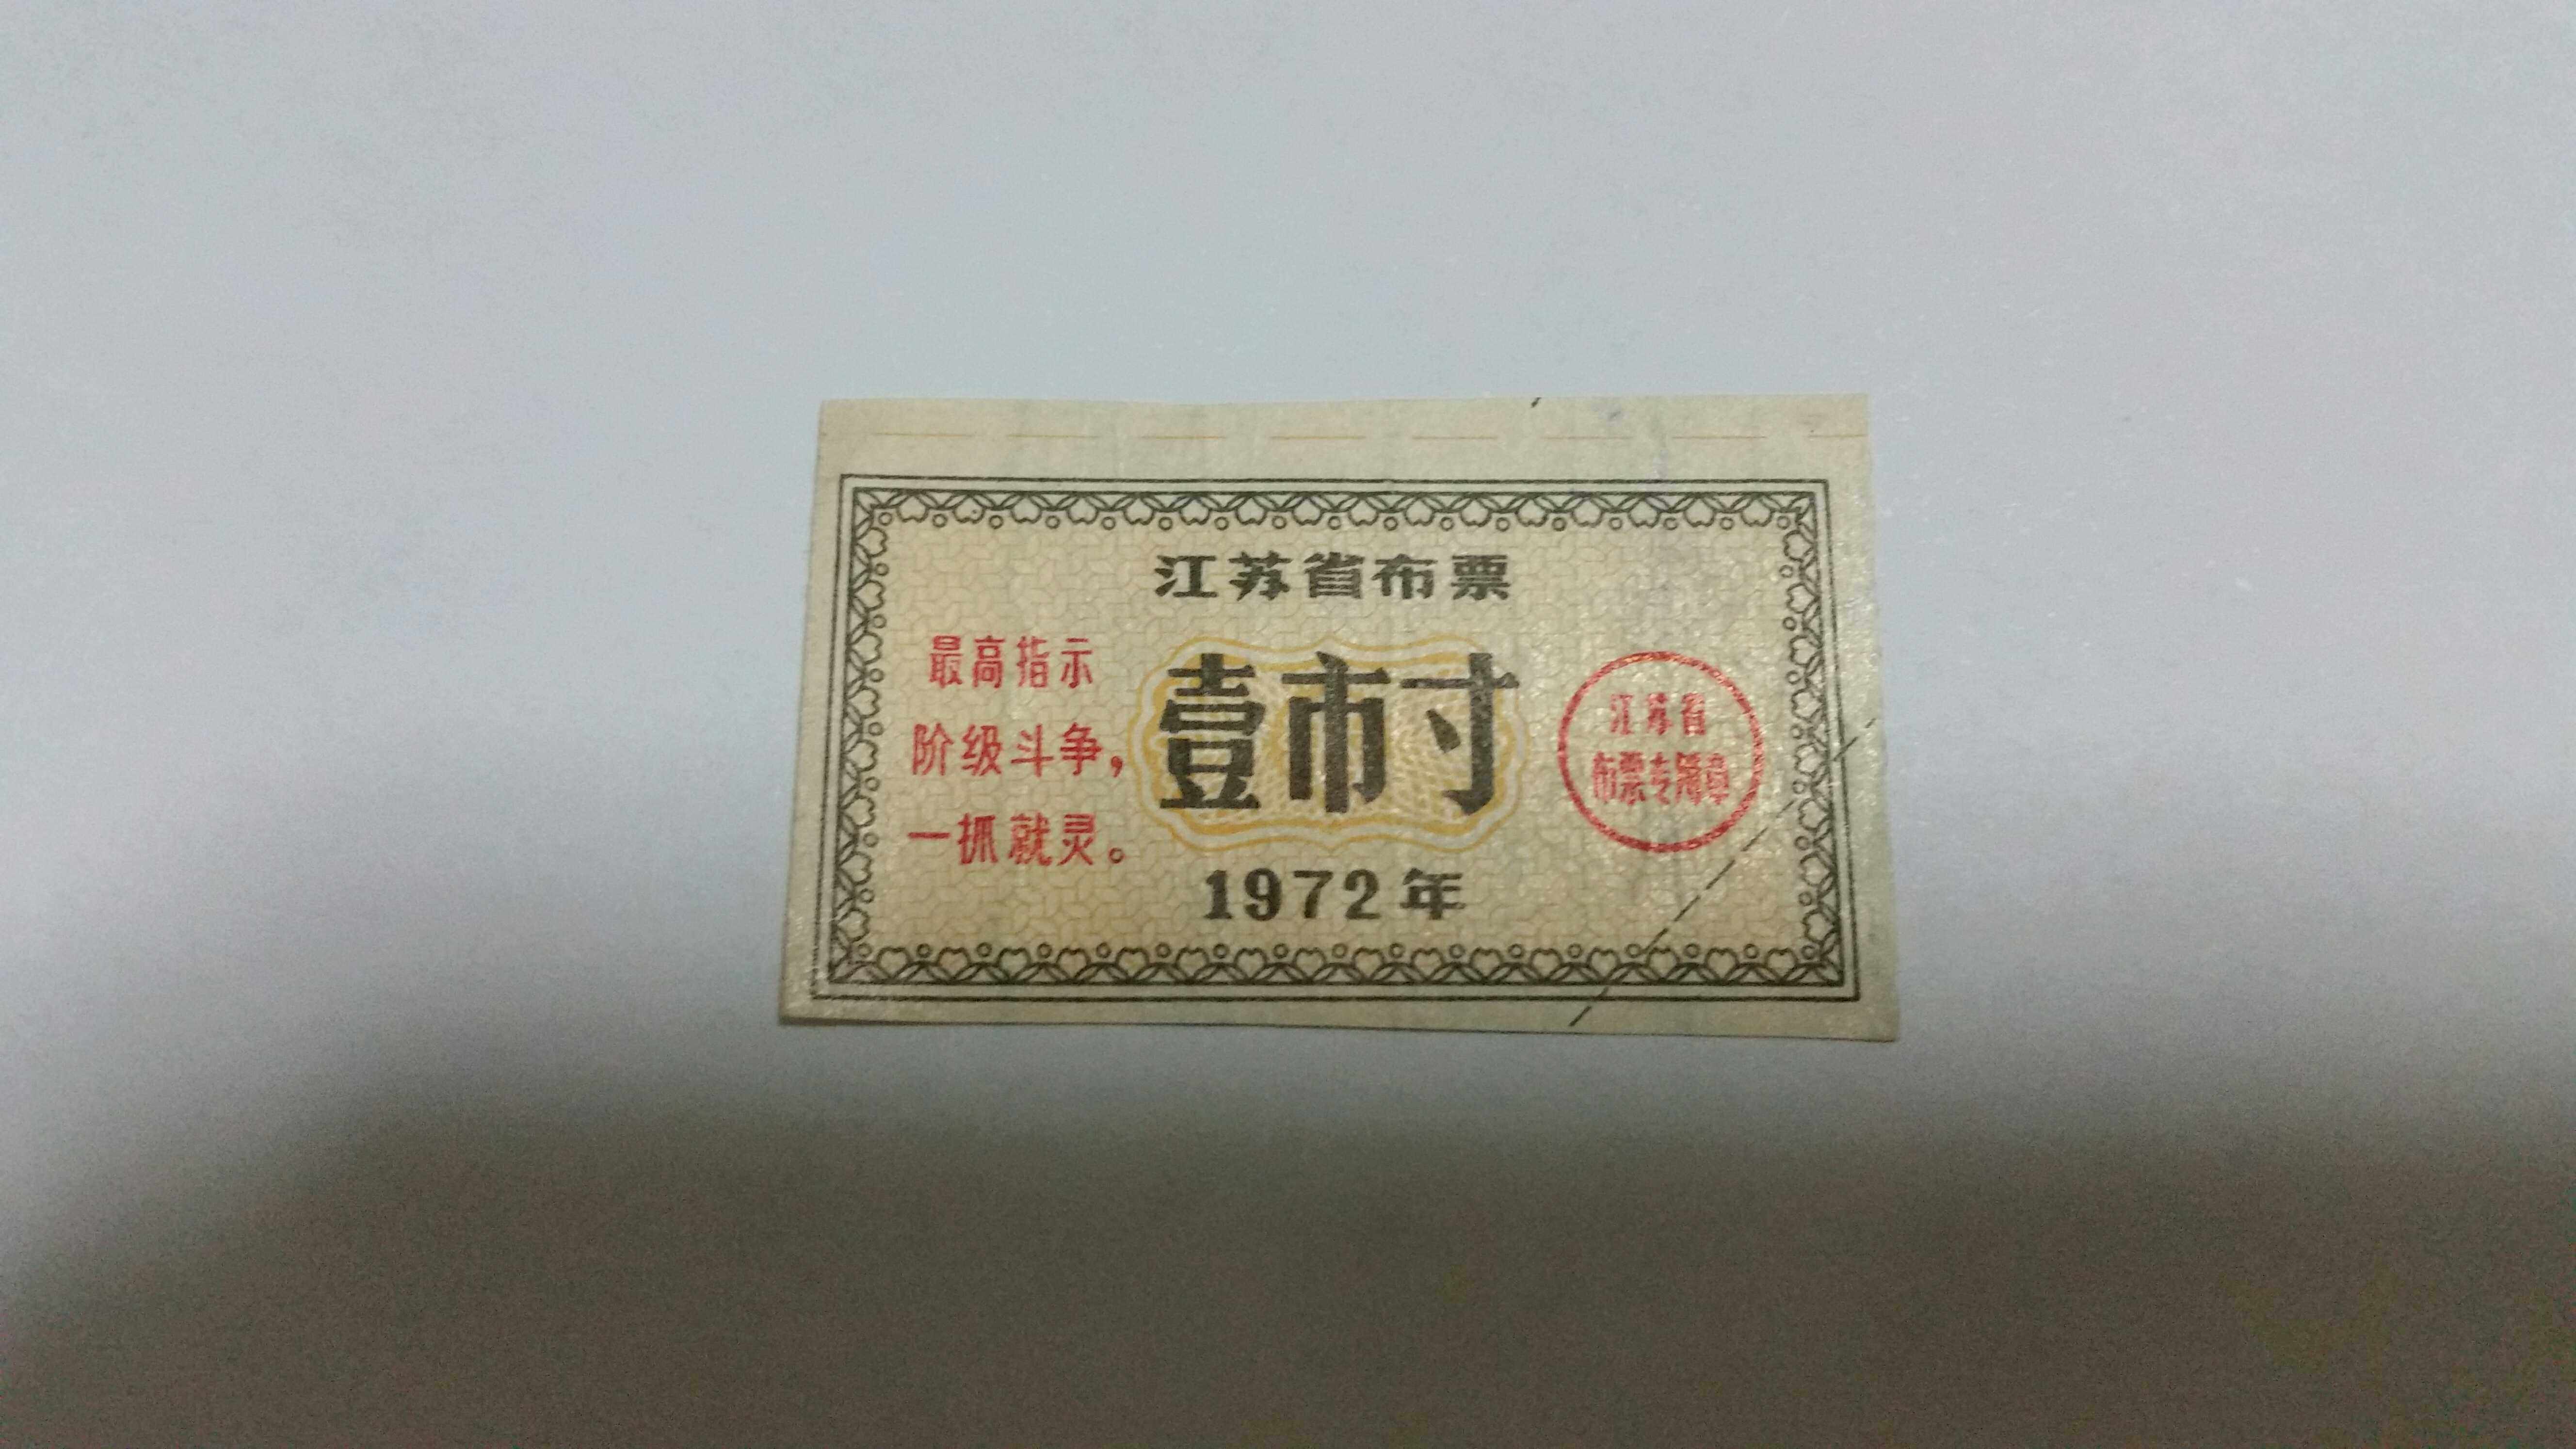 江苏省布票
最高指示
阶级斗争，
一抓就灵。
壹市寸
1972年
江苏省
布票专用章